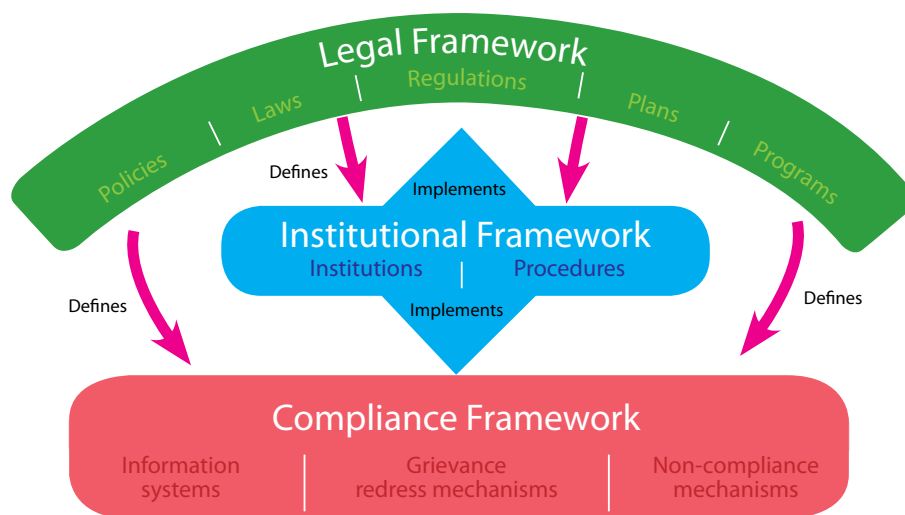 Legal Framework
Policies
Laws
Regulations
Plans
Programs
Defines
Implements
Institutional Framework
Institutions
Procedures
Implements
Defines
Defines
Compliance Framework
Information
systems
Grievance
redress mechanisms
Non-compliance
mechanisms